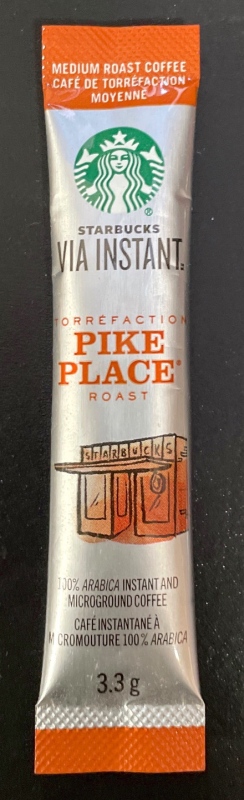 MEDIUM ROAST COFFEE
CAFÉ DE TORRÉFACTION
MOYENNE
®
STARBUCKS
VIA INSTANT
TORRÉFACTION
PIKE
PLACE®
ROAST
STARBUCKS
100% ARABICA INSTANT AND
MICROGROUND COFFEE
CAFÉ INSTANTANÉ À
MICROMOUTURE 100% ARABICA
3.3 g